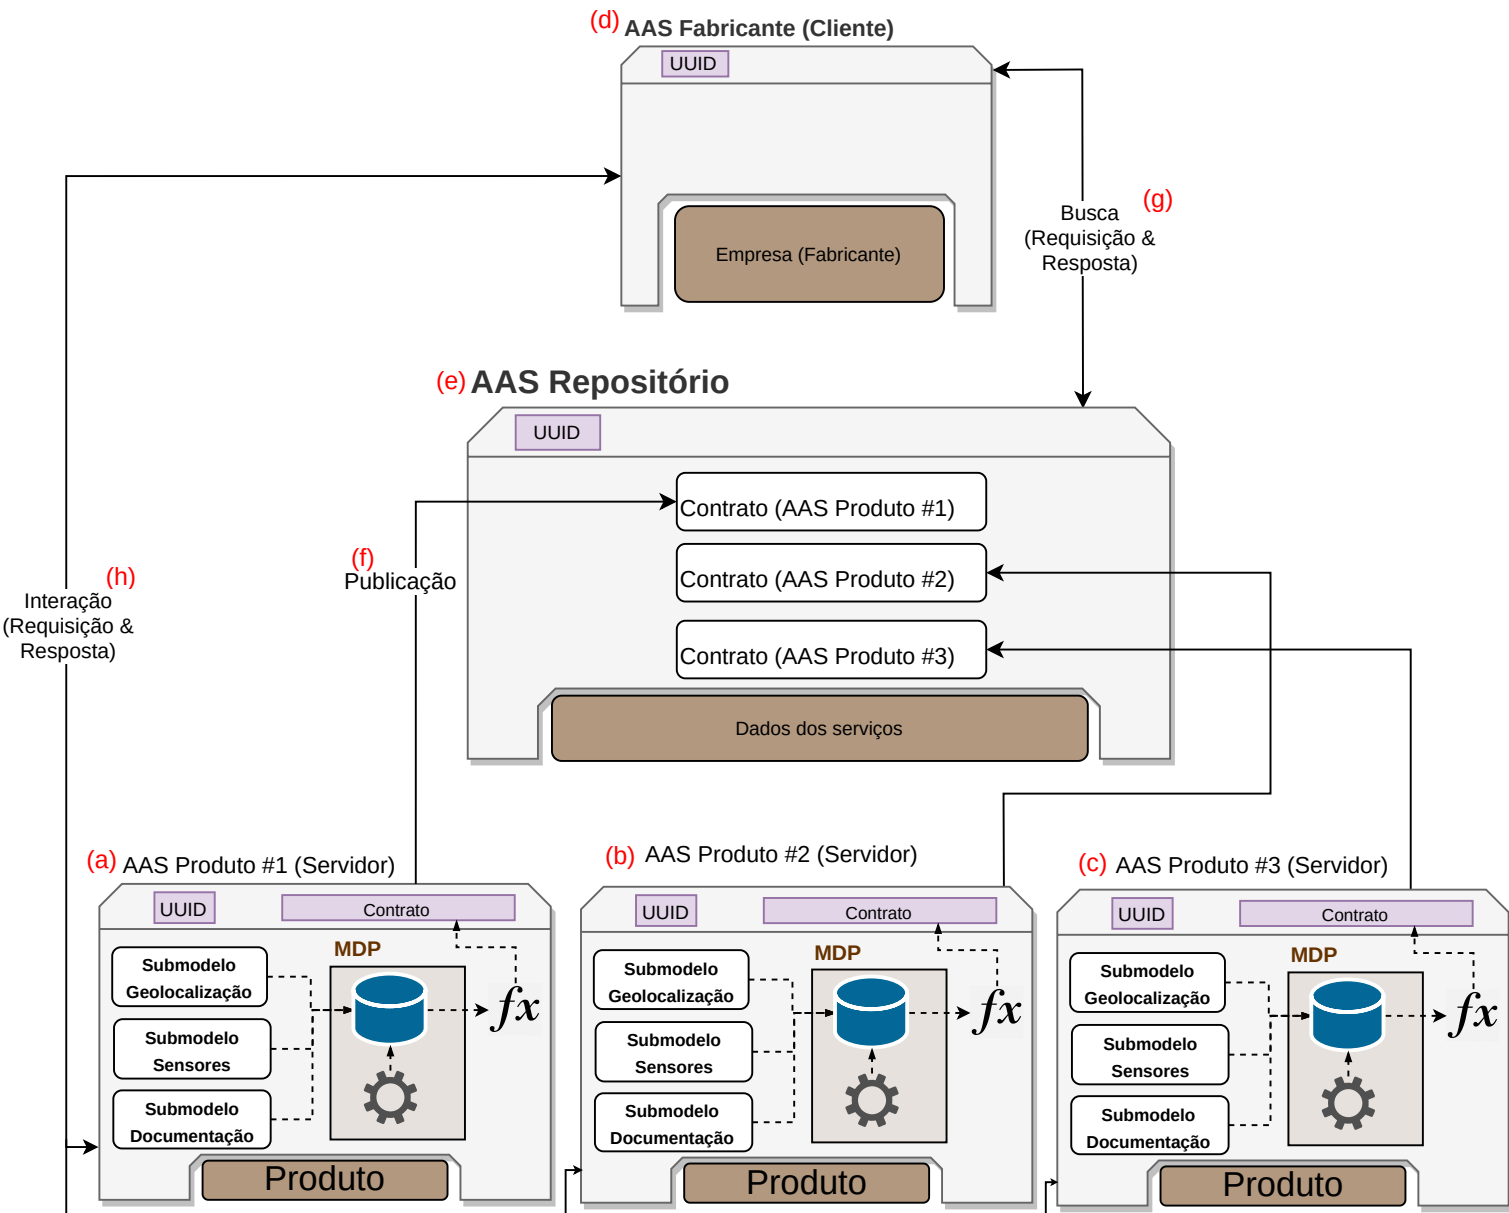 (d) AAS Fabricante (Cliente)
UUID
Empresa (Fabricante)
(g)
Busca
(Requisição &
Resposta)
(e) AAS Repositório
UUID
Contrato (AAS Produto #1)
Contrato (AAS Produto #2)
Contrato (AAS Produto #3)
Dados dos serviços
(f)
Publicação
(h)
Interação
(Requisição &
Resposta)
(a) AAS Produto #1 (Servidor)
UUID
Contrato
Submodelo
Geolocalização
Submodelo
Sensores
Submodelo
Documentação
MDP
fx
Produto
(b) AAS Produto #2 (Servidor)
UUID
Contrato
Submodelo
Geolocalização
Submodelo
Sensores
Submodelo
Documentação
MDP
fx
Produto
(c) AAS Produto #3 (Servidor)
UUID
Contrato
Submodelo
Geolocalização
Submodelo
Sensores
Submodelo
Documentação
MDP
fx
Produto